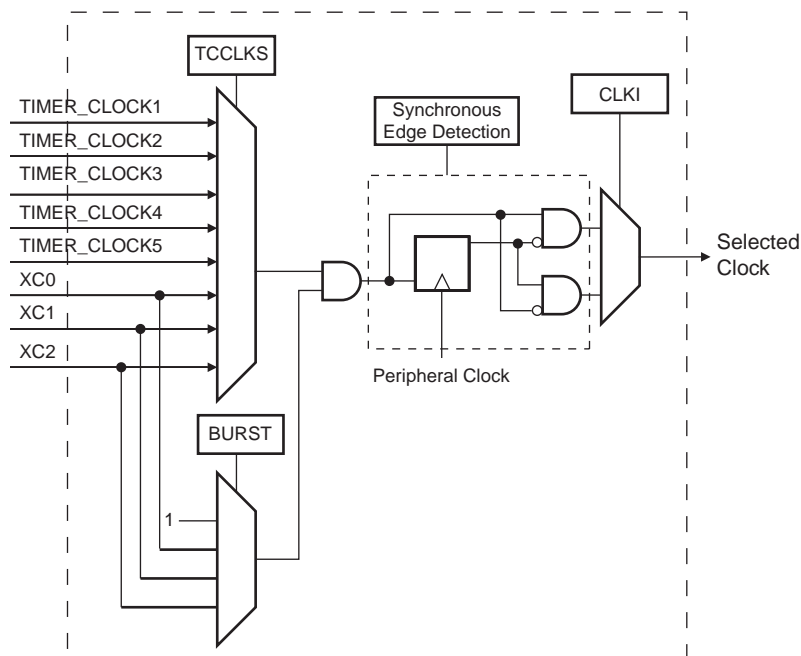 TCCLKS
TIMER_CLOCK1
TIMER_CLOCK2
TIMER_CLOCK3
TIMER_CLOCK4
TIMER_CLOCK5
XC0
XC1
XC2
Synchronous
Edge Detection
CLKI
Selected
Clock
Peripheral Clock
BURST
1